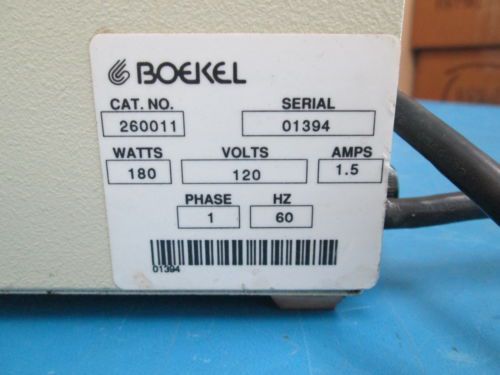 BOEKEL
CAT. NO. SERIAL
260011 01394
WATTS VOLTS AMPS
180 120 1.5
PHASE HZ
1 60
01394